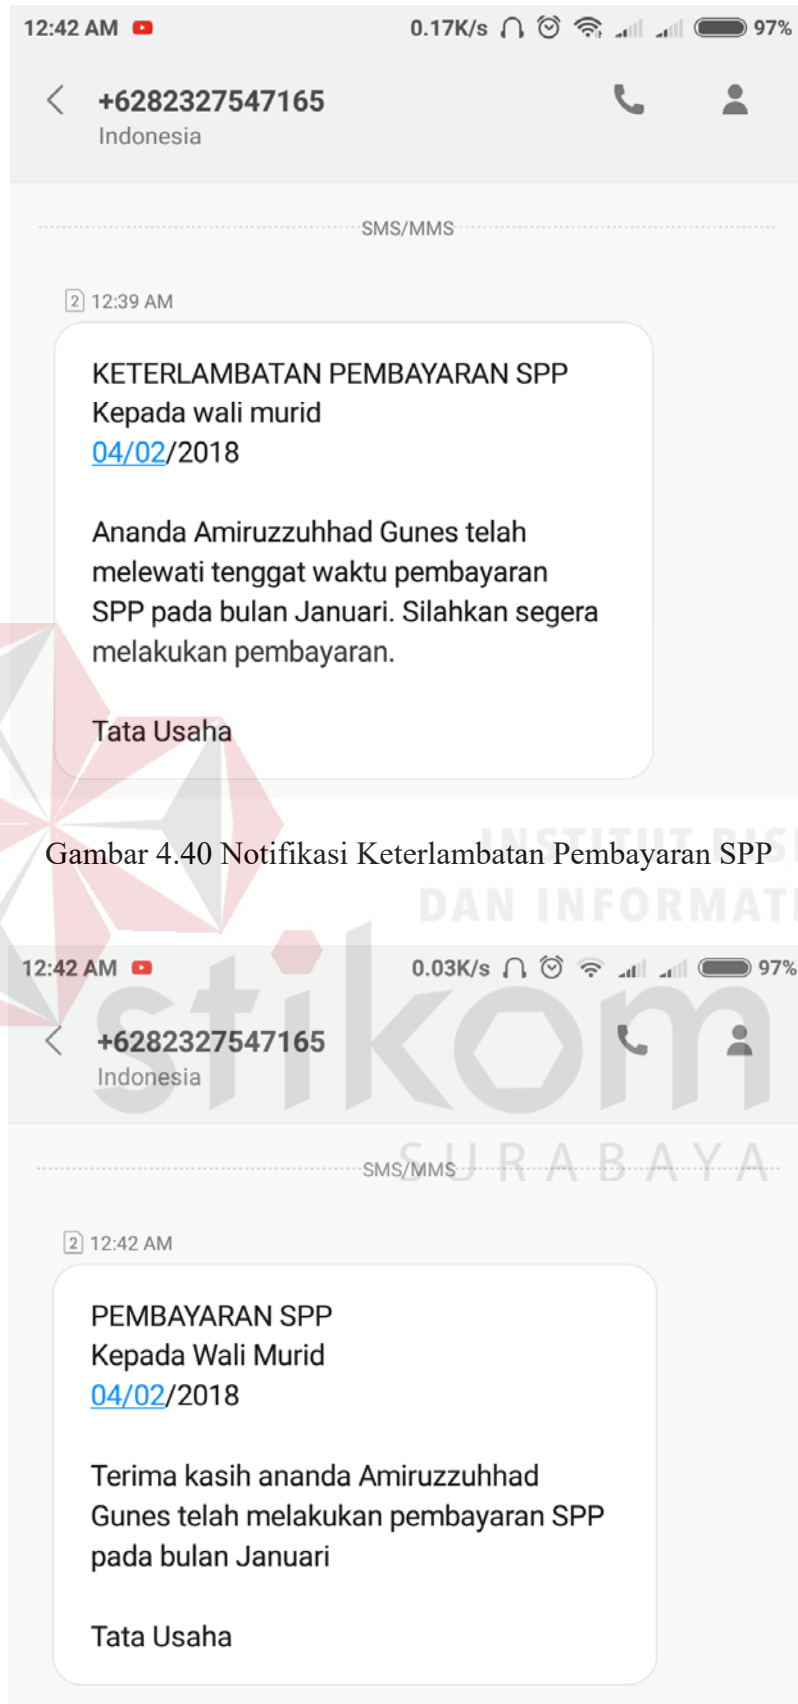 12:42 AM 0.17K/s 97%
+6282327547165
Indonesia
SMS/MMS
2 12:39 AM
KETERLAMBATAN PEMBAYARAN SPP
Kepada wali murid
04/02/2018
Ananda Amiruzzuhhad Gunes telah
melewati tenggat waktu pembayaran
SPP pada bulan Januari. Silahkan segera
melakukan pembayaran.
Tata Usaha
INSTITUT BIS
Gambar 4.40 Notifikasi Keterlambatan Pembayaran SPP
DAN INFORMATI
12:42 AM 0.03K/s 97%
stikom
+6282327547165
Indonesia
SURABAYA
SMS/MMS
2 12:42 AM
PEMBAYARAN SPP
Kepada Wali Murid
04/02/2018
Terima kasih ananda Amiruzzuhhad
Gunes telah melakukan pembayaran SPP
pada bulan Januari
Tata Usaha